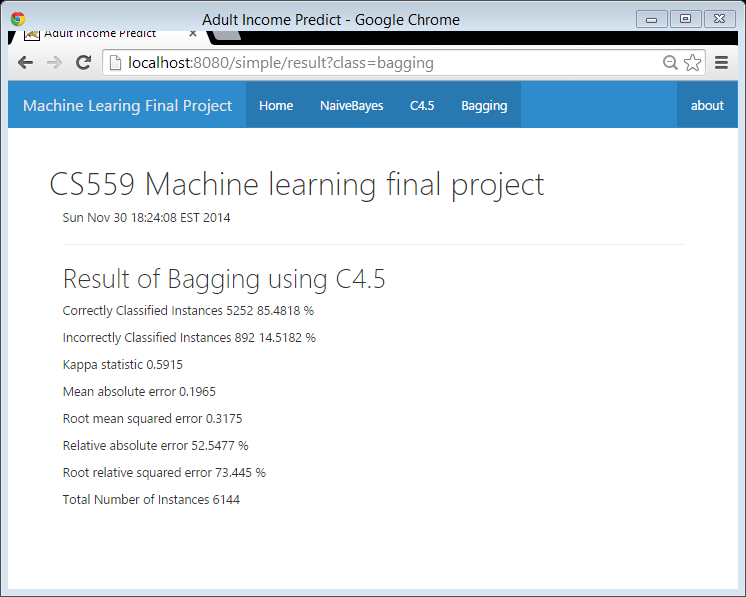 Adult Income Predict - Google Chrome
Adult Income Predict
localhost:8080/simple/result?class=bagging
Machine Learing Final Project Home NaiveBayes C4.5 Bagging about
CS559 Machine learning final project
Sun Nov 30 18:24:08 EST 2014
Result of Bagging using C4.5
Correctly Classified Instances 5252 85.4818 %
Incorrectly Classified Instances 892 14.5182 %
Kappa statistic 0.5915
Mean absolute error 0.1965
Root mean squared error 0.3175
Relative absolute error 52.5477 %
Root relative squared error 73.445 %
Total Number of Instances 6144